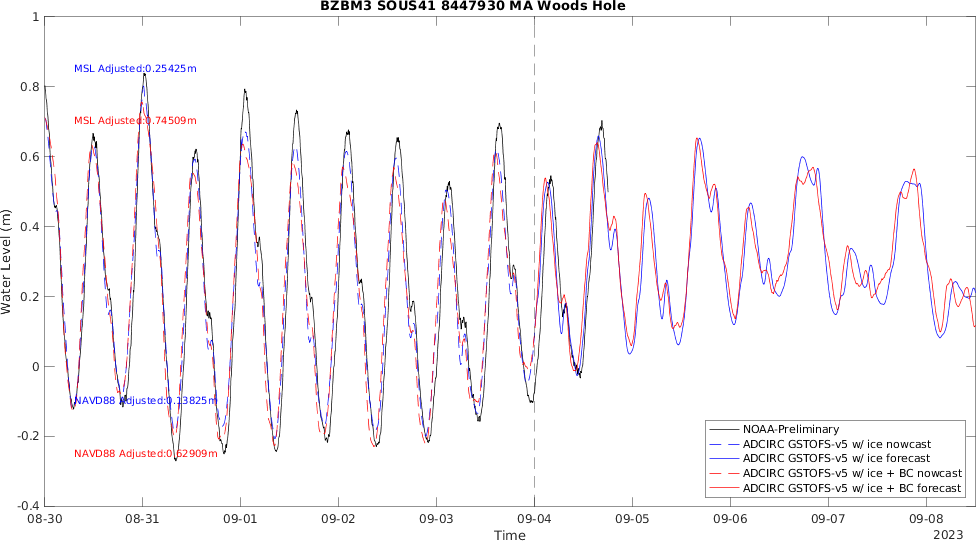 BZBM3 SOUS41 8447930 MA Woods Hole
1
0.8
0.6
0.4
0.2
0
-0.2
-0.4
Water Level (m)
MSL Adjusted:0.25425m
MSL Adjusted:0.74509m
NAVD88 Adjusted:0.13825m
NAVD88 Adjusted:0.62909m
NOAA-Preliminary
ADCIRC GSTOFS-v5 w/ ice nowcast
ADCIRC GSTOFS-v5 w/ ice forecast
ADCIRC GSTOFS-v5 w/ ice + BC nowcast
ADCIRC GSTOFS-v5 w/ ice + BC forecast
08-30 08-31 09-01 09-02 09-03 09-04 09-05 09-06 09-07 09-08
Time
2023